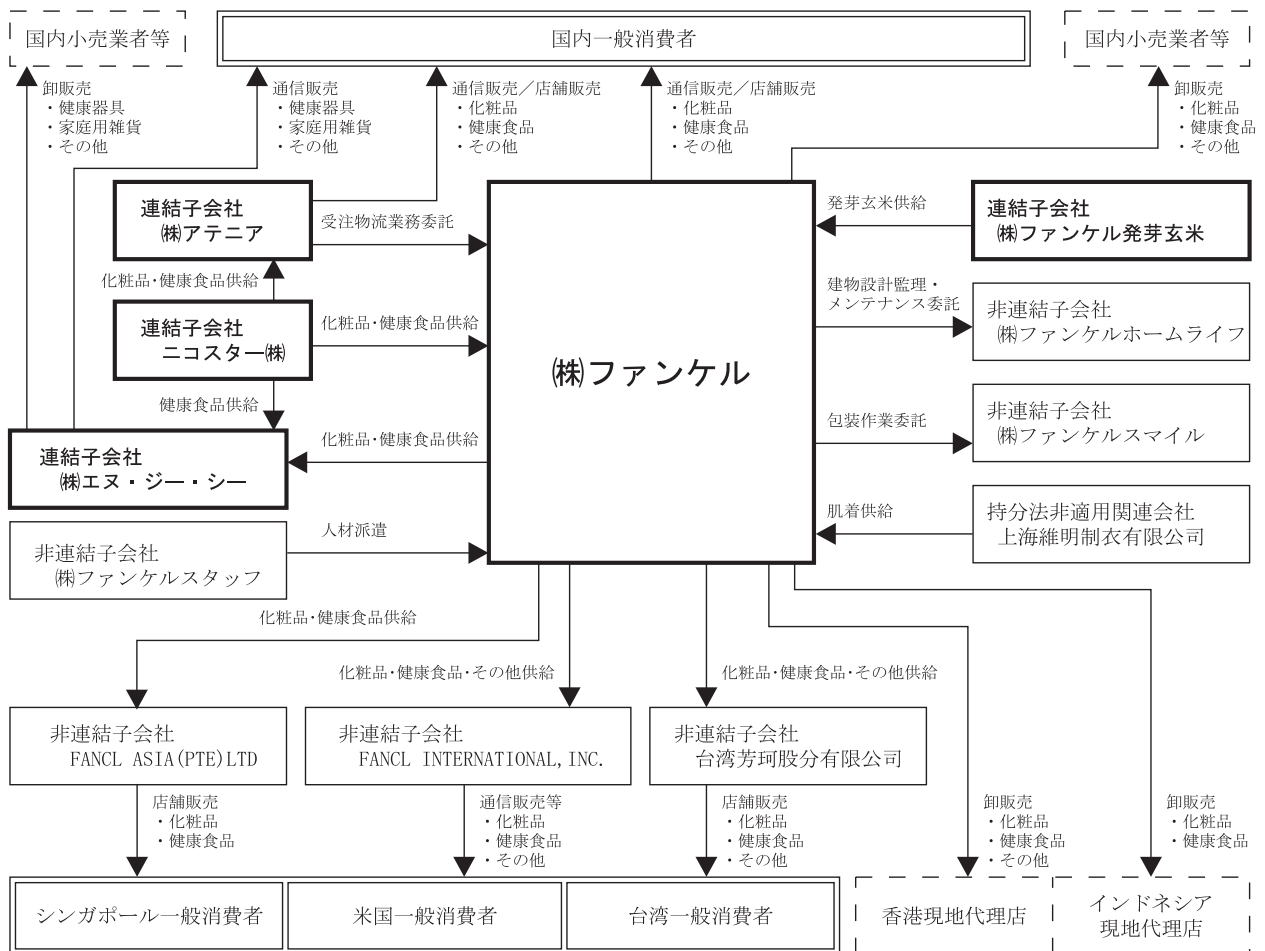 国内小売業者等
国内一般消費者
国内小売業者等
卸販売
・健康器具
・家庭用雑貨
・その他
通信販売
・健康器具
・家庭用雑貨
・その他
通信販売／店舗販売
・化粧品
・健康食品
・その他
通信販売／店舗販売
・化粧品
・健康食品
・その他
卸販売
・化粧品
・健康食品
・その他
連結子会社
㈱アテニア
受注物流業務委託
化粧品・健康食品供給
連結子会社
ニコスター㈱
化粧品・健康食品供給
健康食品供給
連結子会社
㈱エヌ・ジー・シー
化粧品・健康食品供給
非連結子会社
㈱ファンケルスタッフ
人材派遣
㈱ファンケル
発芽玄米供給
連結子会社
㈱ファンケル発芽玄米
建物設計監理・
メンテナンス委託
非連結子会社
㈱ファンケルホームライフ
包装作業委託
非連結子会社
㈱ファンケルスマイル
肌着供給
持分法非適用関連会社
上海維明制衣有限公司
化粧品・健康食品供給
化粧品・健康食品・その他供給
化粧品・健康食品・その他供給
非連結子会社
FANCL ASIA(PTE)LTD
非連結子会社
FANCL INTERNATIONAL,INC.
非連結子会社
台湾芳珂股分有限公司
店舗販売
・化粧品
・健康食品
通信販売等
・化粧品
・健康食品
・その他
店舗販売
・化粧品
・健康食品
・その他
卸販売
・化粧品
・健康食品
・その他
卸販売
・化粧品
・健康食品
シンガポール一般消費者
米国一般消費者
台湾一般消費者
香港現地代理店
インドネシア
現地代理店